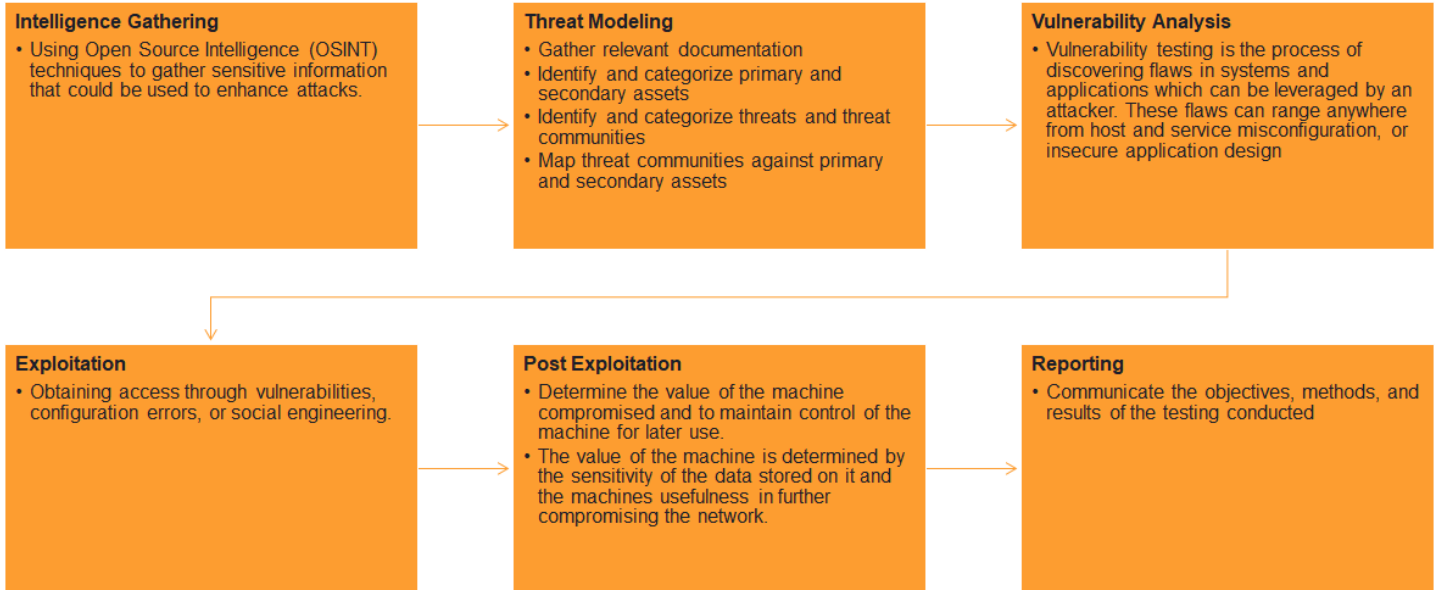 Intelligence Gathering
• Using Open Source Intelligence (OSINT)
techniques to gather sensitive information
that could be used to enhance attacks.
Threat Modeling
• Gather relevant documentation
• Identify and categorize primary and
secondary assets
• Identify and categorize threats and threat
communities
• Map threat communities against primary
and secondary assets
Vulnerability Analysis
• Vulnerability testing is the process of
discovering flaws in systems and
applications which can be leveraged by an
attacker. These flaws can range anywhere
from host and service misconfiguration, or
insecure application design
Exploitation
• Obtaining access through vulnerabilities,
configuration errors, or social engineering.
Post Exploitation
• Determine the value of the machine
compromised and to maintain control of the
machine for later use.
• The value of the machine is determined by
the sensitivity of the data stored on it and
the machines usefulness in further
compromising the network.
Reporting
• Communicate the objectives, methods, and
results of the testing conducted